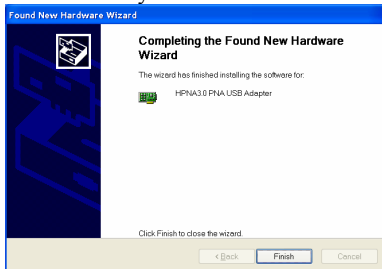 Found New Hardware Wizard
Completing the Found New Hardware
Wizard
The wizard has finished installing the software for:
HPNA3.0 PNA USB Adapter
Click Finish to close the wizard.
< Back
Finish
Cancel